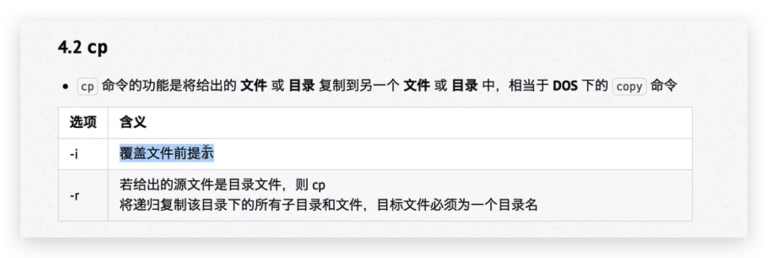 4.2 cp
• cp 命令的功能是将给出的 文件 或 目录 复制到另一个 文件 或 目录 中，相当于 DOS 下的 copy 命令
选项 含义
-i 覆盖文件前提示
-r 若给出的源文件是目录文件，则 cp
将递归复制该目录下的所有子目录和文件，目标文件必须为一个目录名